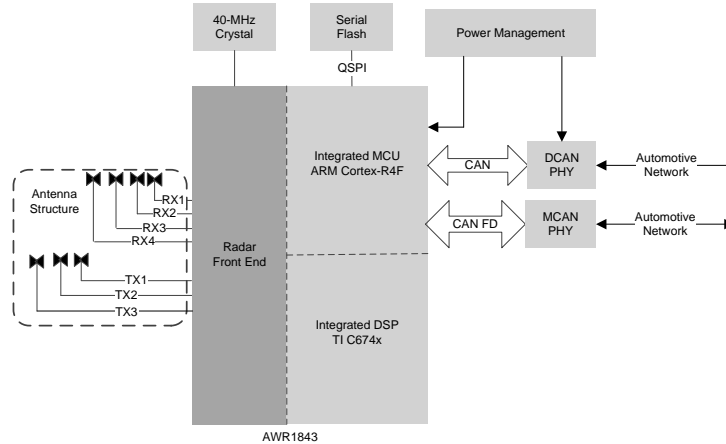 40-MHz
Crystal
Serial
Flash
Power Management
QSPI
Integrated MCU
ARM Cortex-R4F
CAN
DCAN
PHY
Automotive
Network
Antenna
Structure
RX1
RX2
RX3
RX4
CAN FD
MCAN
PHY
Automotive
Network
Radar
Front End
TX1
TX2
TX3
Integrated DSP
TI C674x
AWR1843